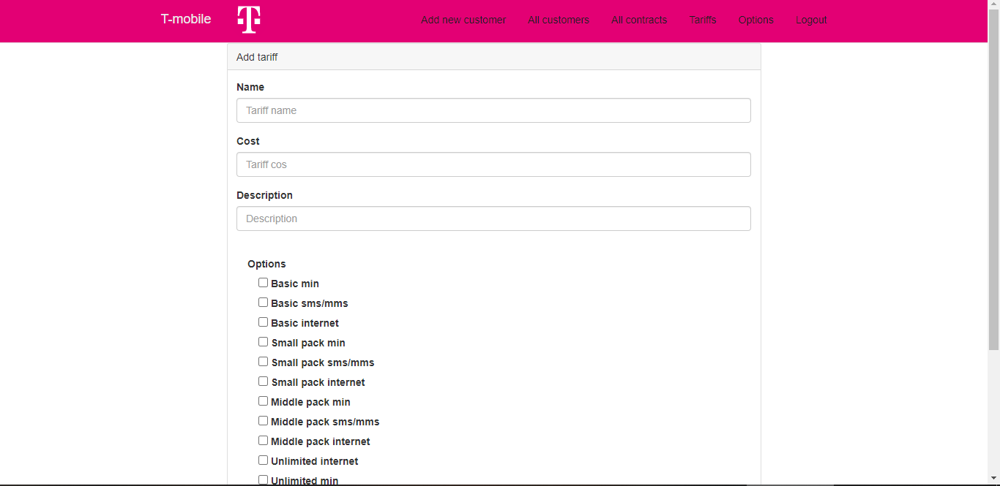 T-mobile T Add new customer All customers All contracts Tariffs Options Logout
Add tariff
Name
Tariff name
Cost
Tariff cos
Description
Description
Options
Basic min
Basic sms/mms
Basic internet
Small pack min
Small pack sms/mms
Small pack internet
Middle pack min
Middle pack sms/mms
Middle pack internet
Unlimited internet
Unlimited min